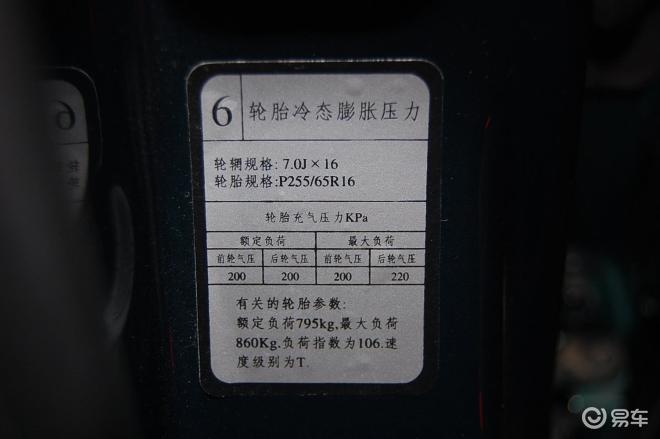 6 轮胎冷态膨胀压力
轮辋规格: 7.0J×16
轮胎规格:P255/65R16
轮胎充气压力KPa
额定负荷 最大负荷
前轮气压 后轮气压 前轮气压 后轮气压
200 200 200 220
有关的轮胎参数:
额定负荷795kg,最大负荷
860Kg.负荷指数为106.速
度级别为T.
易车